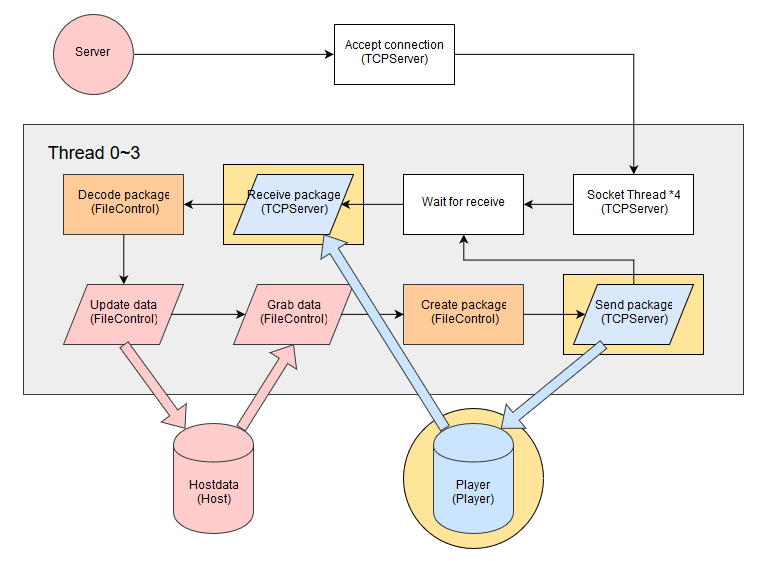 Server
Accept connection
(TCPServer)
Thread 0~3
Decode package
(FileControl)
Receive package
(TCPServer)
Wait for receive
Socket Thread *4
(TCPServer)
Update data
(FileControl)
Grab data
(FileControl)
Create package
(FileControl)
Send package
(TCPServer)
Hostdata
(Host)
Player
(Player)